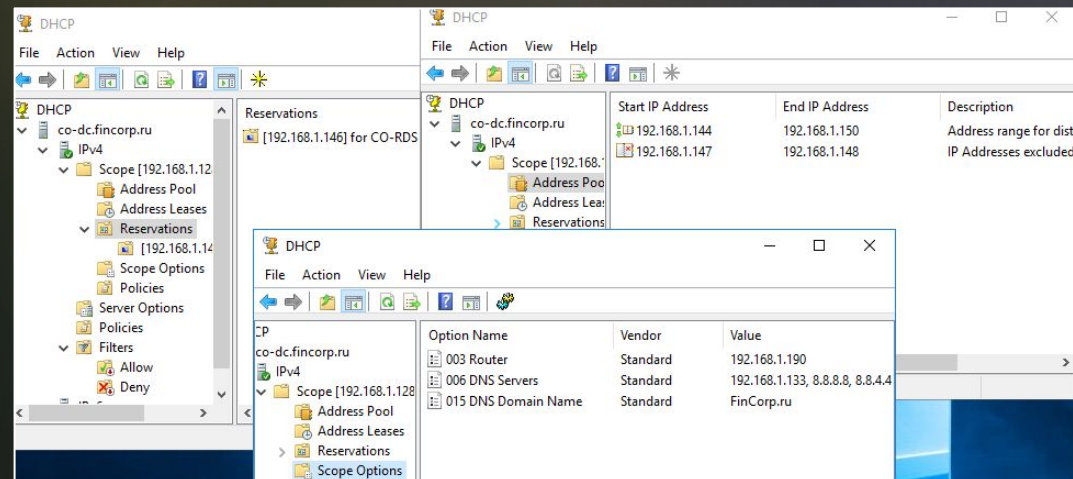 DHCP
File Action View Help
DHCP
co-dc.fincorp.ru
IPv4
Scope [192.168.1.12
Address Pool
Address Leases
Reservations
[192.168.1.14
Scope Options
Policies
Server Options
Policies
Filters
Allow
Deny
Reservations
[192.168.1.146] for CO-RDS
DHCP
File Action View Help
DHCP
co-dc.fincorp.ru
IPv4
Scope [192.168.
Address Poo
Address Lea
Reservations
Start IP Address End IP Address Description
192.168.1.144 192.168.1.150 Address range for dist
192.168.1.147 192.168.1.148 IP Addresses excluded
DHCP
File Action View Help
CP
co-dc.fincorp.ru
IPv4
Scope [192.168.1.128
Address Pool
Address Leases
Reservations
Scope Options
Option Name Vendor Value
003 Router Standard 192.168.1.190
006 DNS Servers Standard 192.168.1.133, 8.8.8.8, 8.8.4.4
015 DNS Domain Name Standard FinCorp.ru